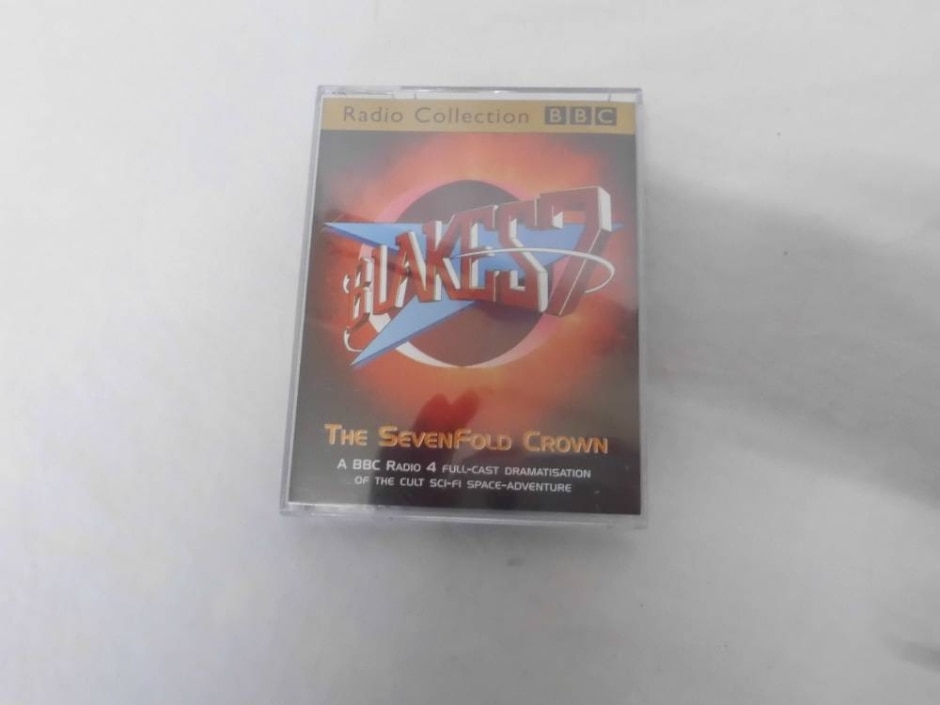 Radio Collection BBC
BLAKES 7
The SevenFold Crown
A BBC Radio 4 full-cast dramatisation
of the cult sci-fi space-adventure